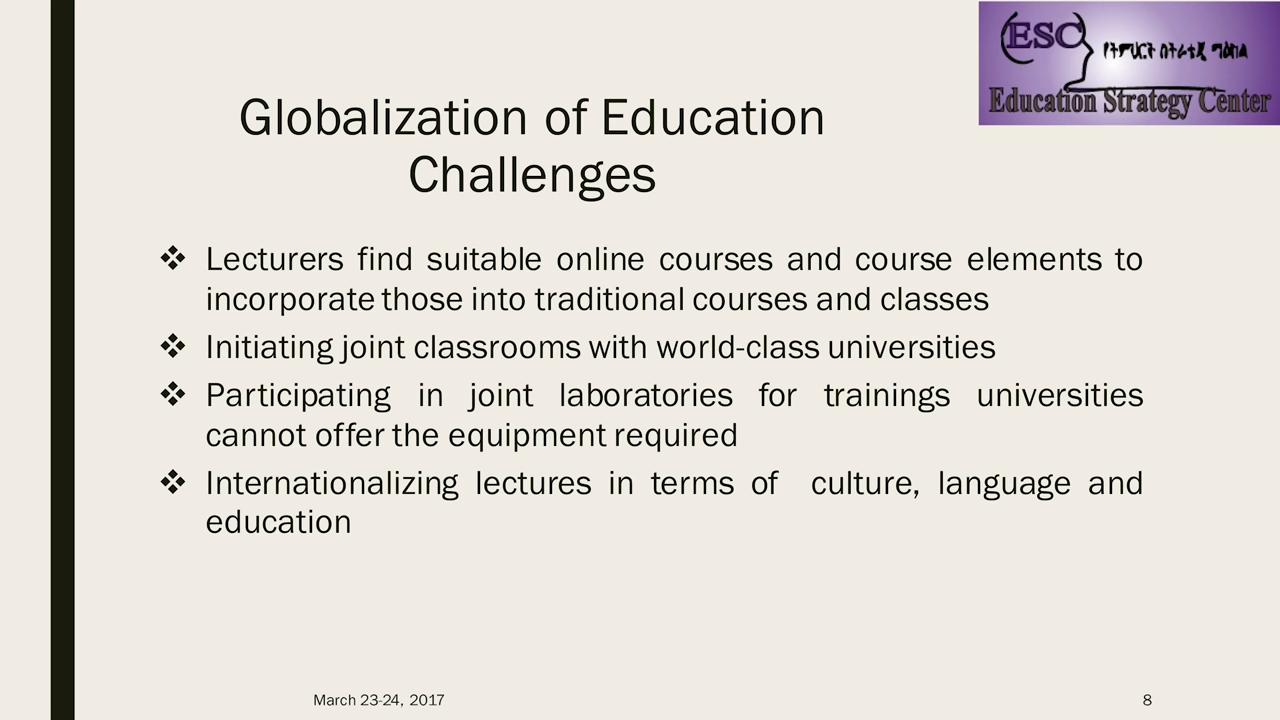 ESC
የትምህርት ስትራቴጂ ማዕከል
Education Strategy Center
Globalization of Education
Challenges
❖ Lecturers find suitable online courses and course elements to
incorporate those into traditional courses and classes
❖ Initiating joint classrooms with world-class universities
❖ Participating in joint laboratories for trainings universities
cannot offer the equipment required
❖ Internationalizing lectures in terms of culture, language and
education
March 23-24, 2017
8